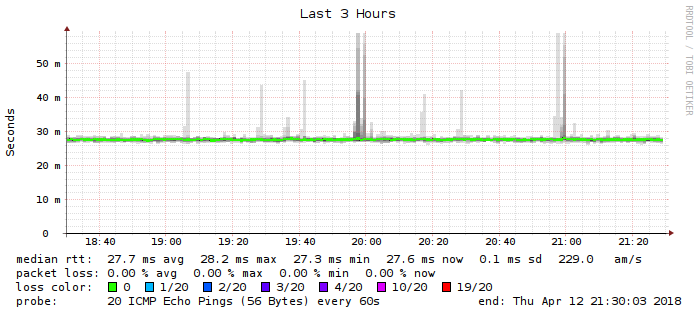 Last 3 Hours
RRDTOOL / TOBI OETIKER
Seconds
50 m
40 m
30 m
20 m
10 m
0
18:40 19:00 19:20 19:40 20:00 20:20 20:40 21:00 21:20
median rtt: 27.7 ms avg 28.2 ms max 27.3 ms min 27.6 ms now 0.1 ms sd 229.0 am/s
packet loss: 0.00 % avg 0.00 % max 0.00 % min 0.00 % now
loss color: 0 1/20 2/20 3/20 4/20 10/20 19/20
probe: 20 ICMP Echo Pings (56 Bytes) every 60s end: Thu Apr 12 21:30:03 2018